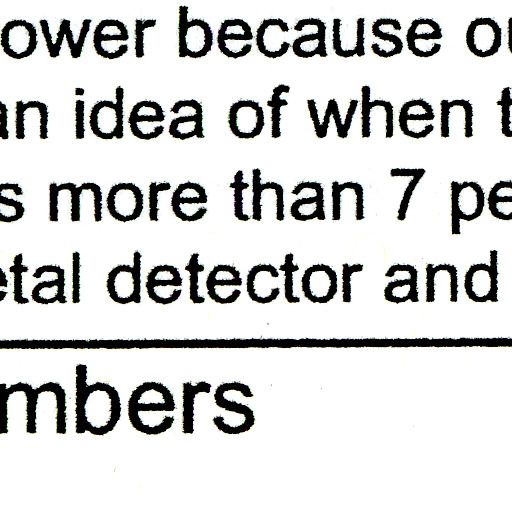 ower because ou
an idea of when t
s more than 7 pe
etal detector and
mbers